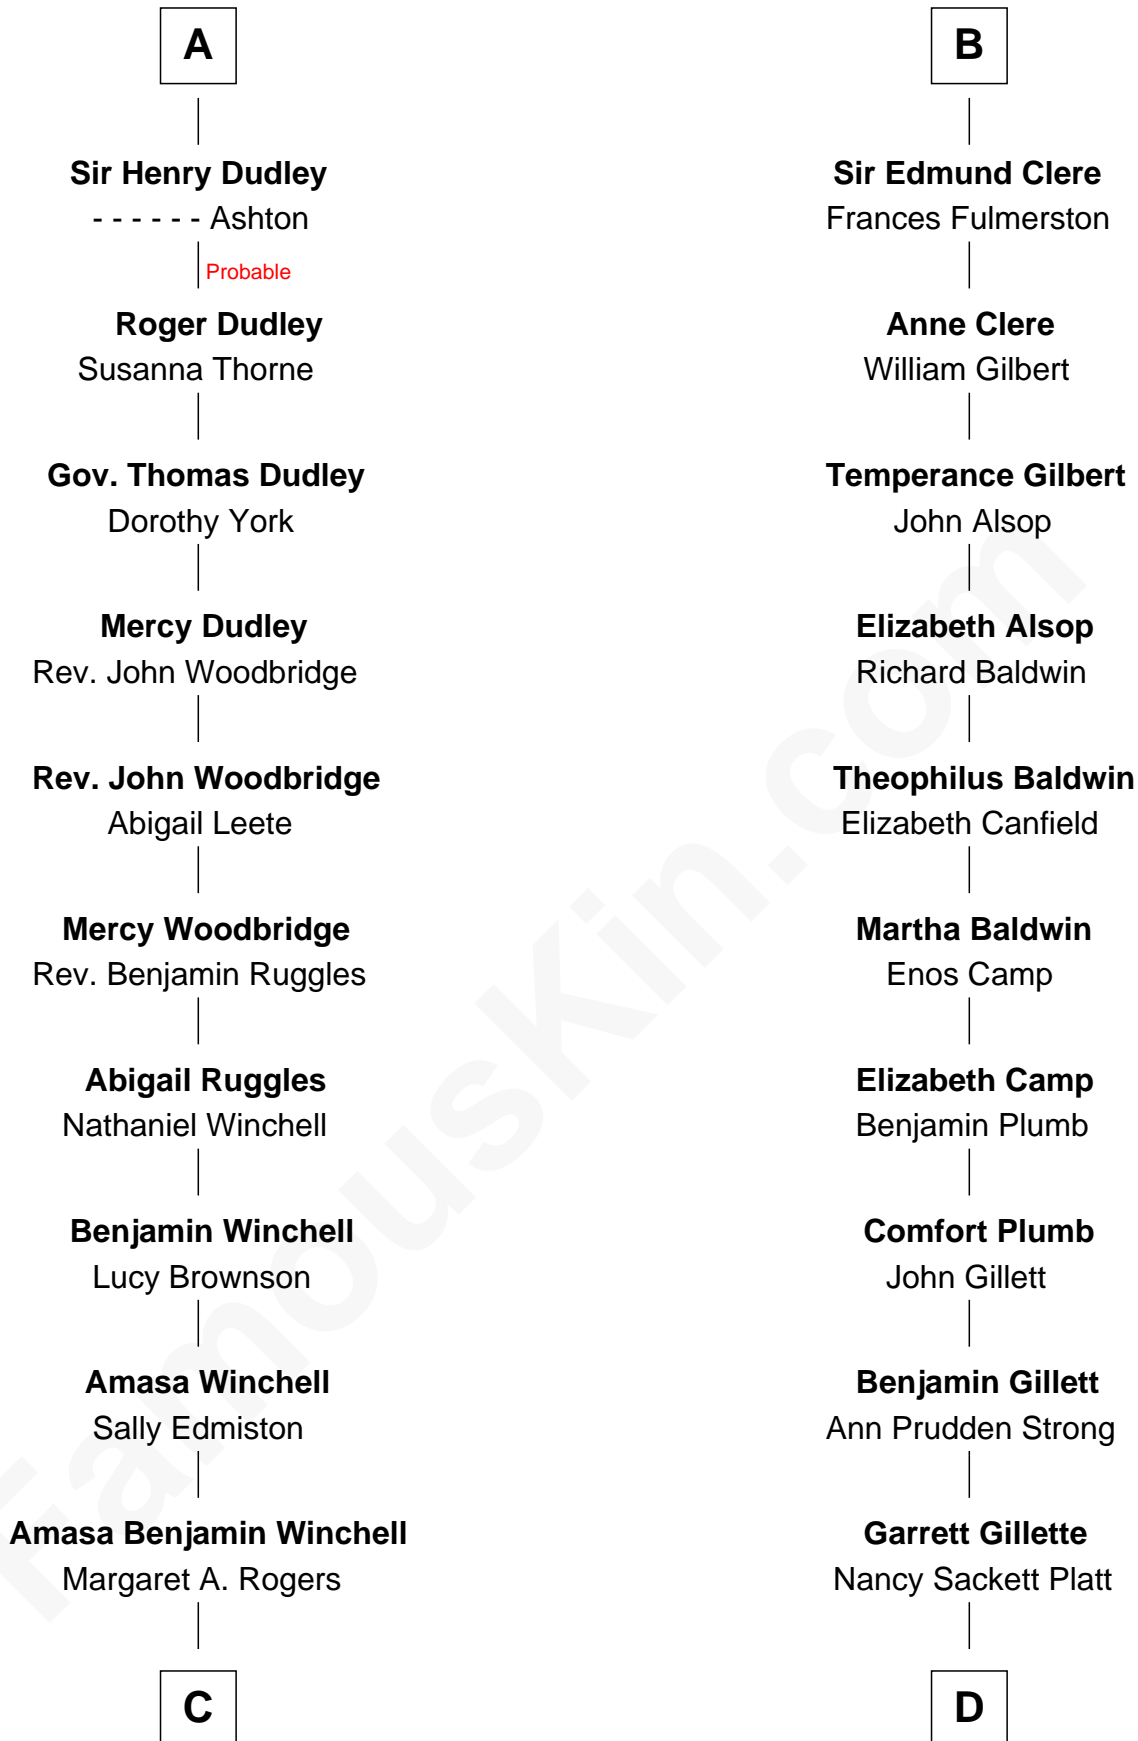 A
Sir Henry Dudley
- - - - - - Ashton
Probable
Roger Dudley
Susanna Thorne
Gov. Thomas Dudley
Dorothy York
Mercy Dudley
Rev. John Woodbridge
Rev. John Woodbridge
Abigail Leete
Mercy Woodbridge
Rev. Benjamin Ruggles
Abigail Ruggles
Nathaniel Winchell
Benjamin Winchell
Lucy Brownson
Amasa Winchell
Sally Edmiston
Amasa Benjamin Winchell
Margaret A. Rogers
C
B
Sir Edmund Clere
Frances Fulmerston
Anne Clere
William Gilbert
Temperance Gilbert
John Alsop
Elizabeth Alsop
Richard Baldwin
Theophilus Baldwin
Elizabeth Canfield
Martha Baldwin
Enos Camp
Elizabeth Camp
Benjamin Plumb
Comfort Plumb
John Gillett
Benjamin Gillett
Ann Prudden Strong
Garrett Gillette
Nancy Sackett Platt
D
FamousKin.com